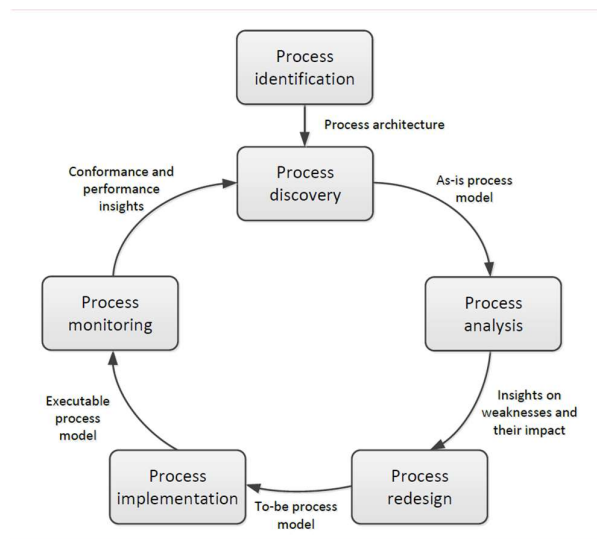 Process
identification
Process architecture
Process
discovery
As-is process
model
Process
analysis
Insights on
weaknesses and
their impact
Process
redesign
To-be process
model
Process
implementation
Executable
process
model
Process
monitoring
Conformance and
performance
insights